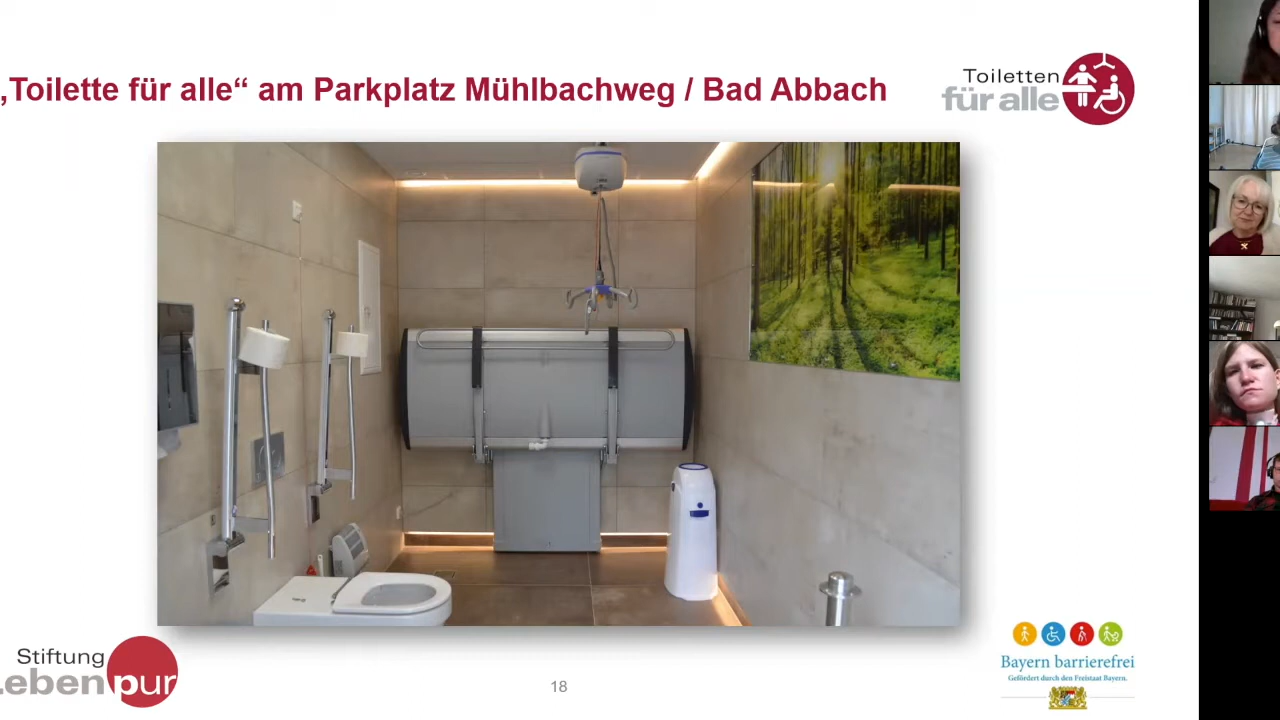 „Toilette für alle“ am Parkplatz Mühlbachweg / Bad Abbach
Toiletten
für alle
Stiftung
Leben pur
18
Bayern barrierefrei
Gefördert durch den Freistaat Bayern.